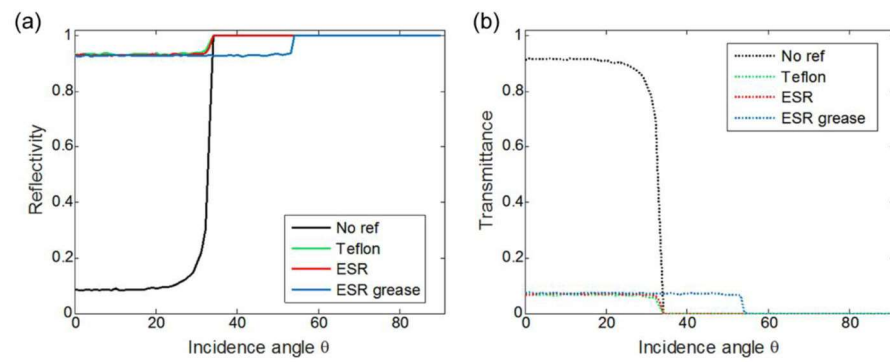 (a)
1
0.8
0.6
0.4
0.2
0
Reflectivity
No ref
Teflon
ESR
ESR grease
0 20 40 60 80
Incidence angle θ
(b)
1
0.8
0.6
0.4
0.2
0
Transmittance
No ref
Teflon
ESR
ESR grease
0 20 40 60 80
Incidence angle θ